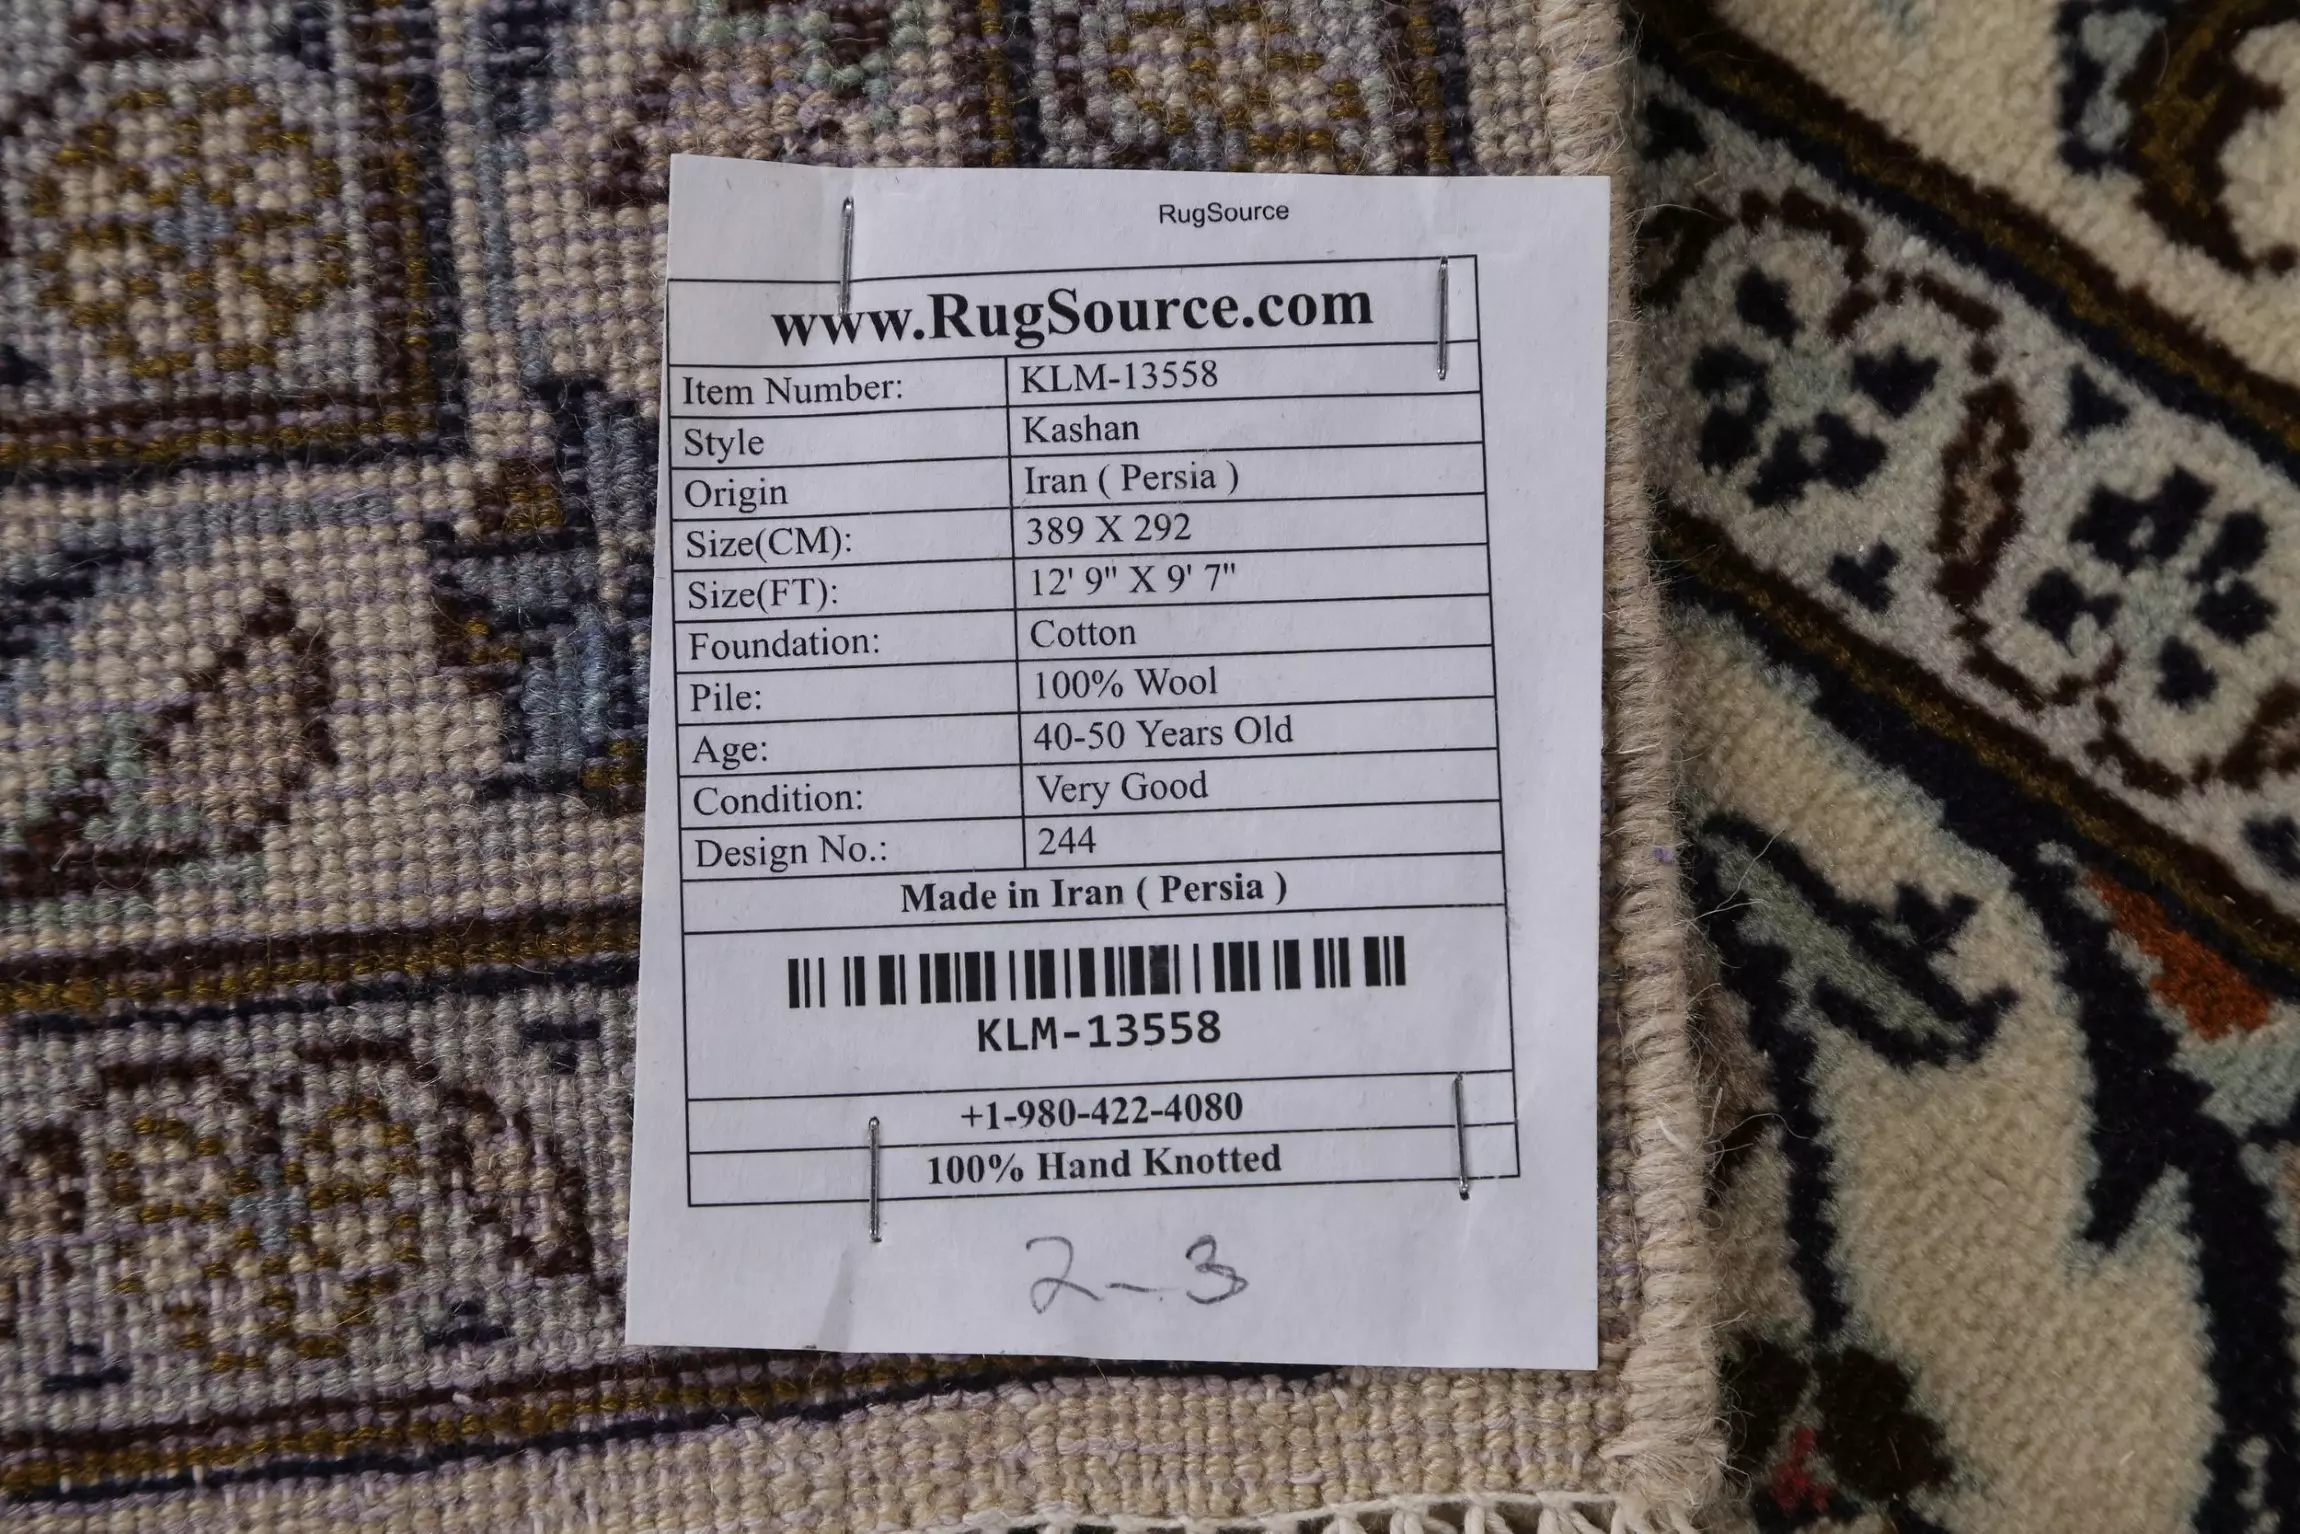 RugSource
www.RugSource.com
Item Number: KLM-13558
Style Kashan
Origin Iran ( Persia )
Size(CM): 389 X 292
Size(FT): 12' 9" X 9' 7"
Foundation: Cotton
Pile: 100% Wool
Age: 40-50 Years Old
Condition: Very Good
Design No.: 244
Made in Iran ( Persia )
KLM-13558
+1-980-422-4080
100% Hand Knotted
2-3